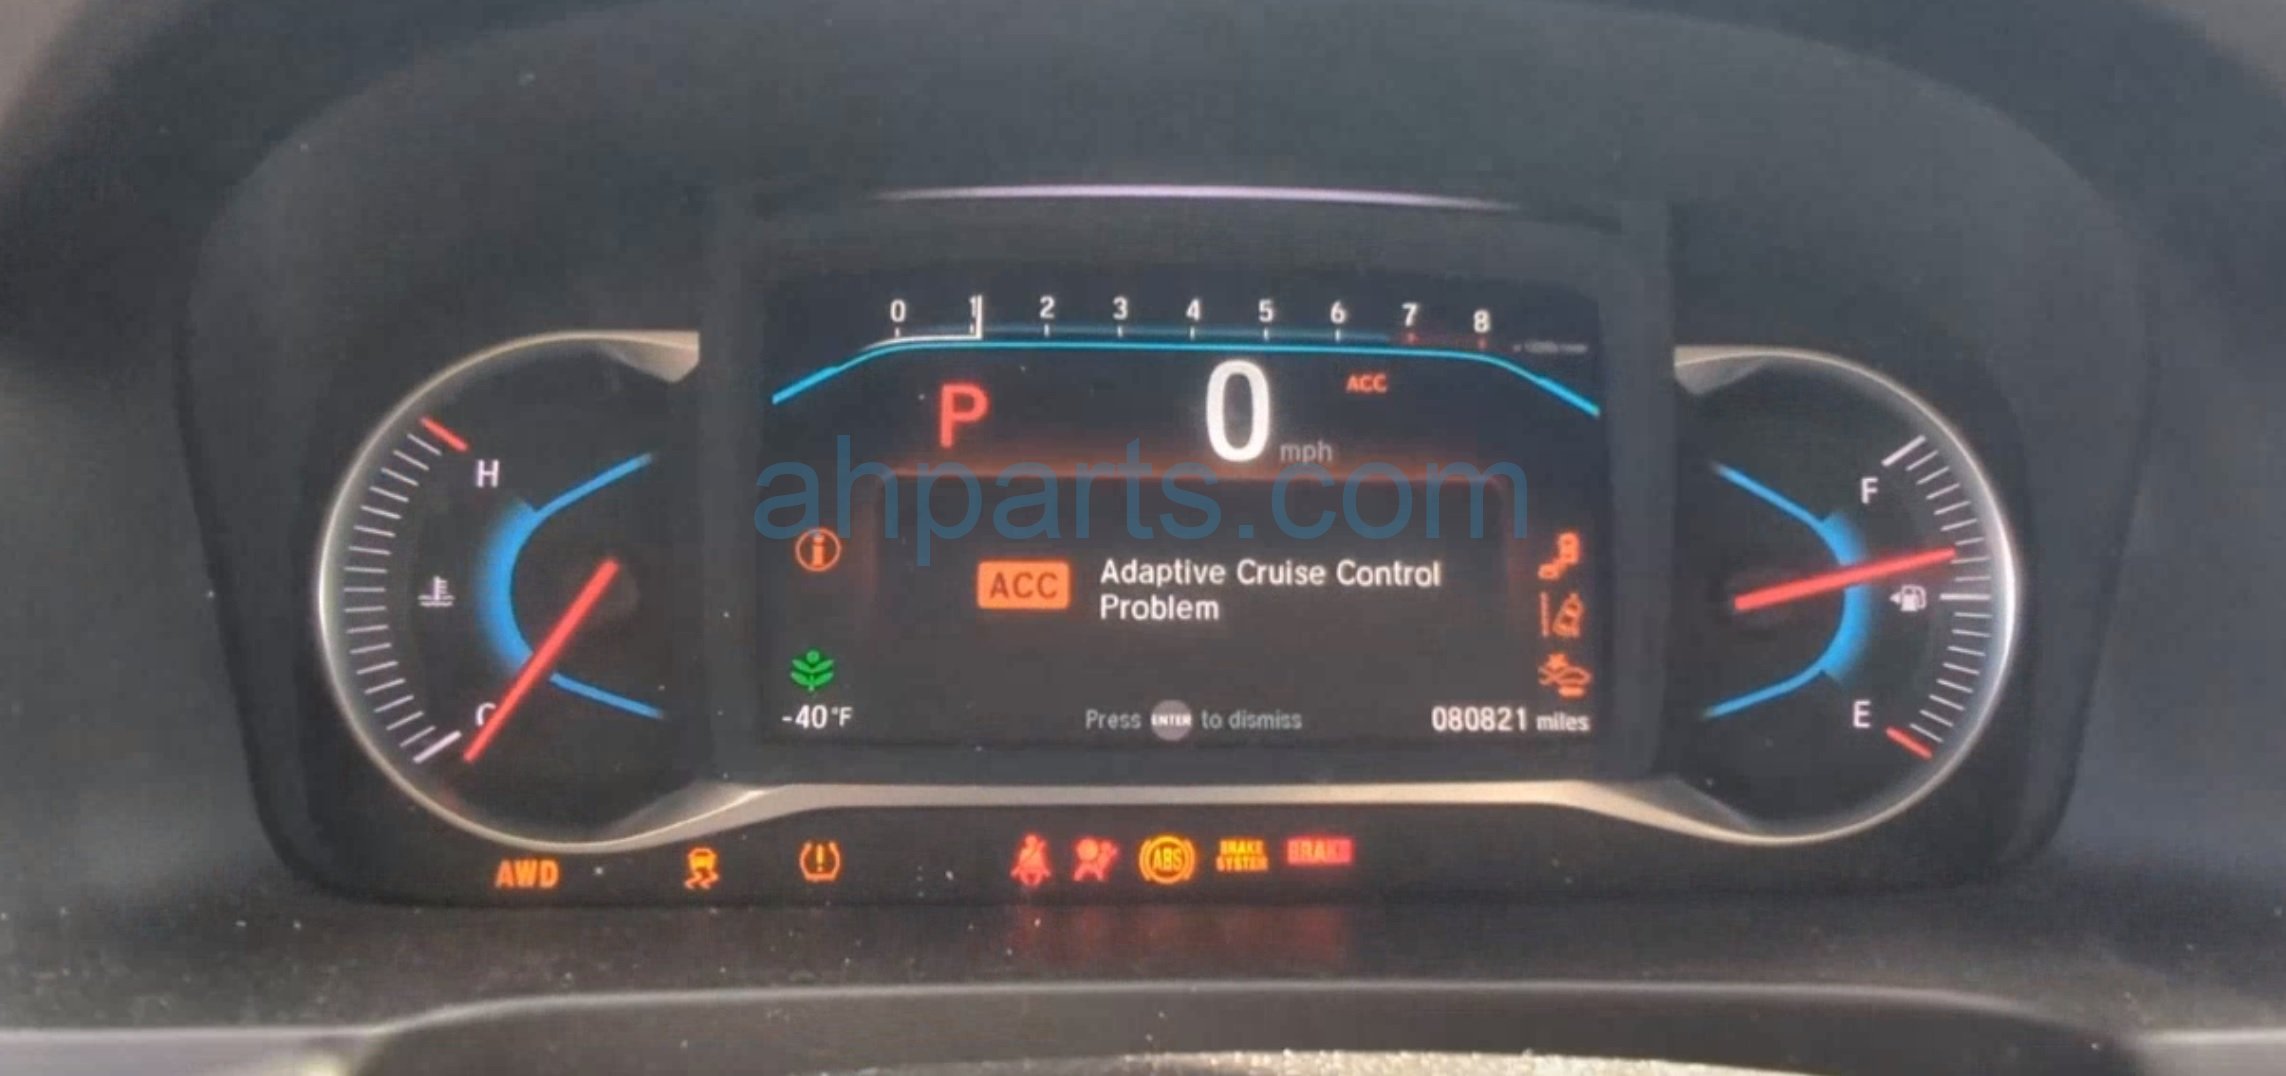 0 1 2 3 4 5 6 7 8
P 0 mph ACC
ahparts.com
H
F
ACC Adaptive Cruise Control
Problem
C
E
-40°F
Press ENTER to dismiss
080821 miles
AWD
ABS
BRAKE
SYSTEM
BRAKE